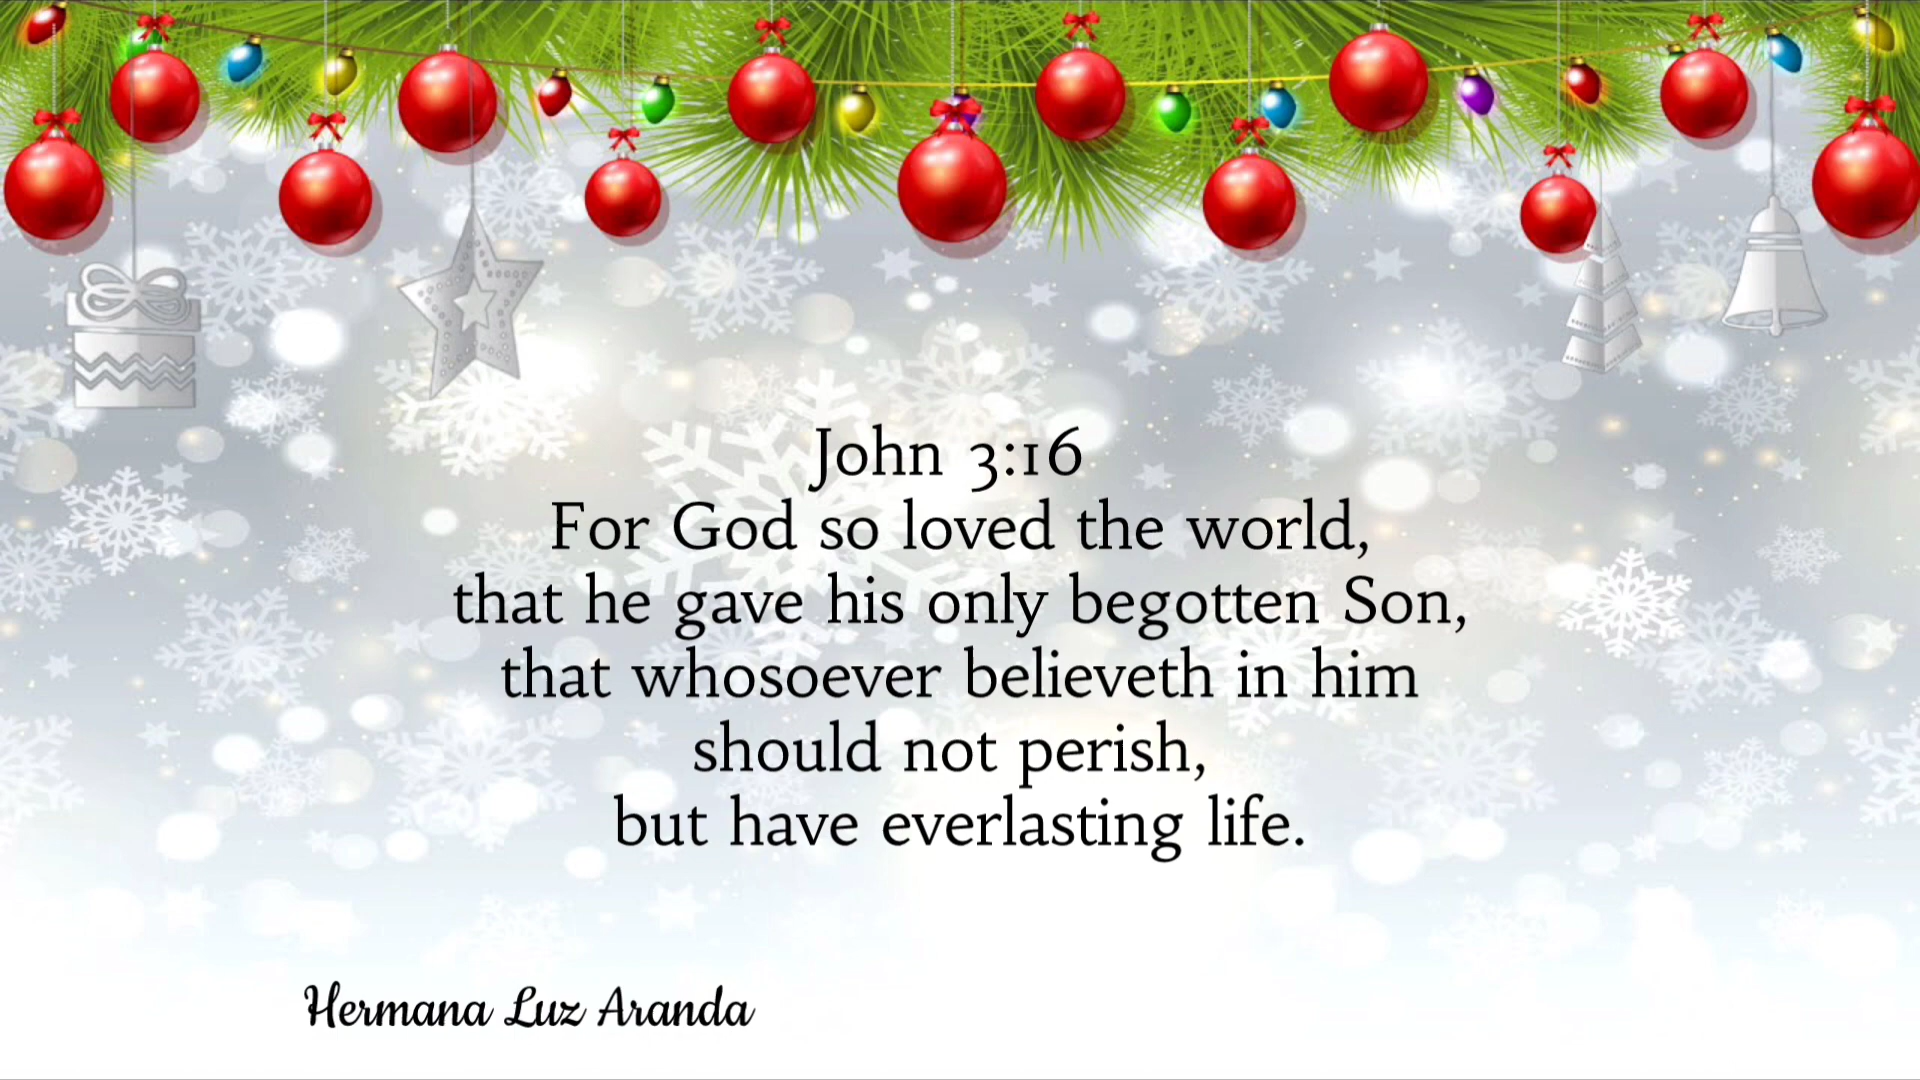 John 3:16
For God so loved the world,
that he gave his only begotten Son,
that whosoever believeth in him
should not perish,
but have everlasting life.
Hermana Luz Aranda